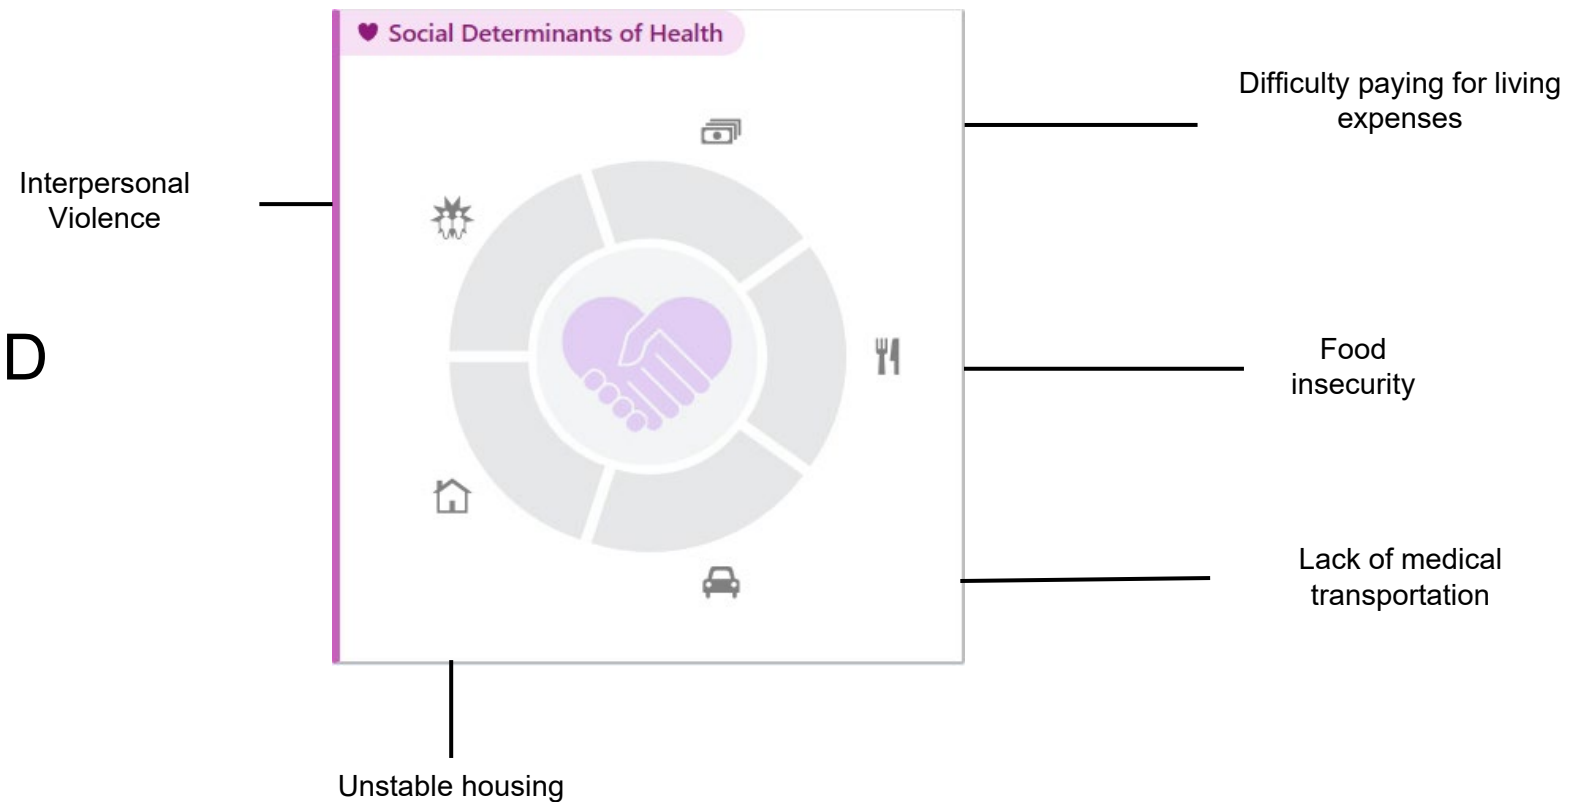 Social Determinants of Health
Difficulty paying for living
expenses
Interpersonal
Violence
D
Food
insecurity
Lack of medical
transportation
Unstable housing